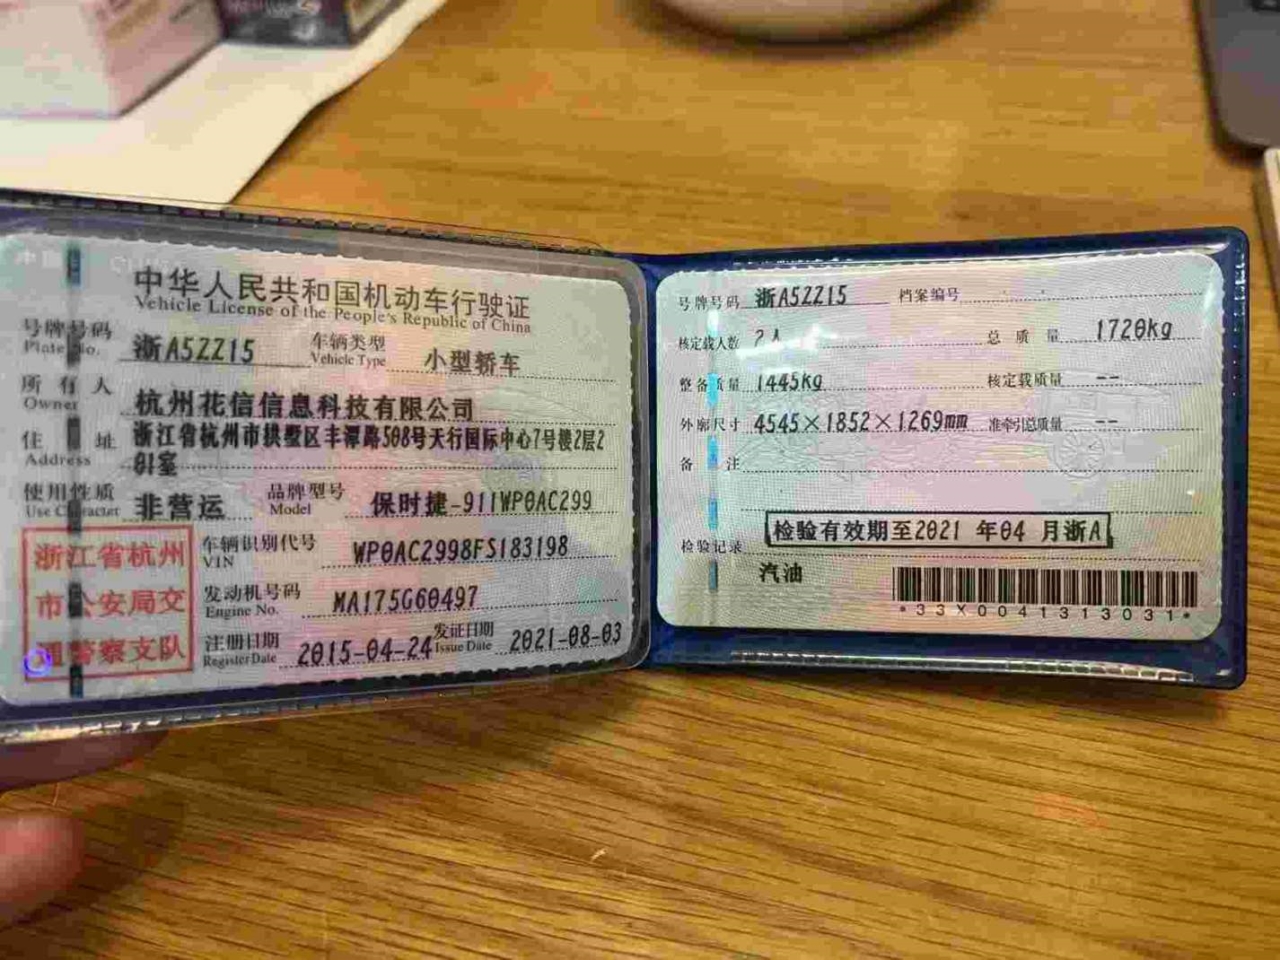 中华人民共和国机动车行驶证
Vehicle License of the People's Republic of China
号牌号码 浙A5ZZ15 车辆类型 小型轿车
Plate No. Vehicle Type
所有人 杭州花信信息科技有限公司
Owner
住址 浙江省杭州市拱墅区丰潭路508号天行国际中心7号楼2层2
Address 01室
使用性质 非营运 品牌型号 保时捷-911WP0AC299
Use Character Model
浙江省杭州
市公安局交
通警察支队
车辆识别代号 WP0AC2998FS183198
VIN
发动机号码 MA175G60497
Engine No.
注册日期 2015-04-24 发证日期 2021-08-03
Register Date Issue Date
号牌号码 浙A5ZZ15 档案编号
核定载人数 2人 总质量 1720kg
整备质量 1445kg 核定载质量 --
外廓尺寸 4545×1852×1269mm 准牵引总质量 --
备注
检验记录 检验有效期至2021 年04 月浙A
汽油
*33X0041313031*